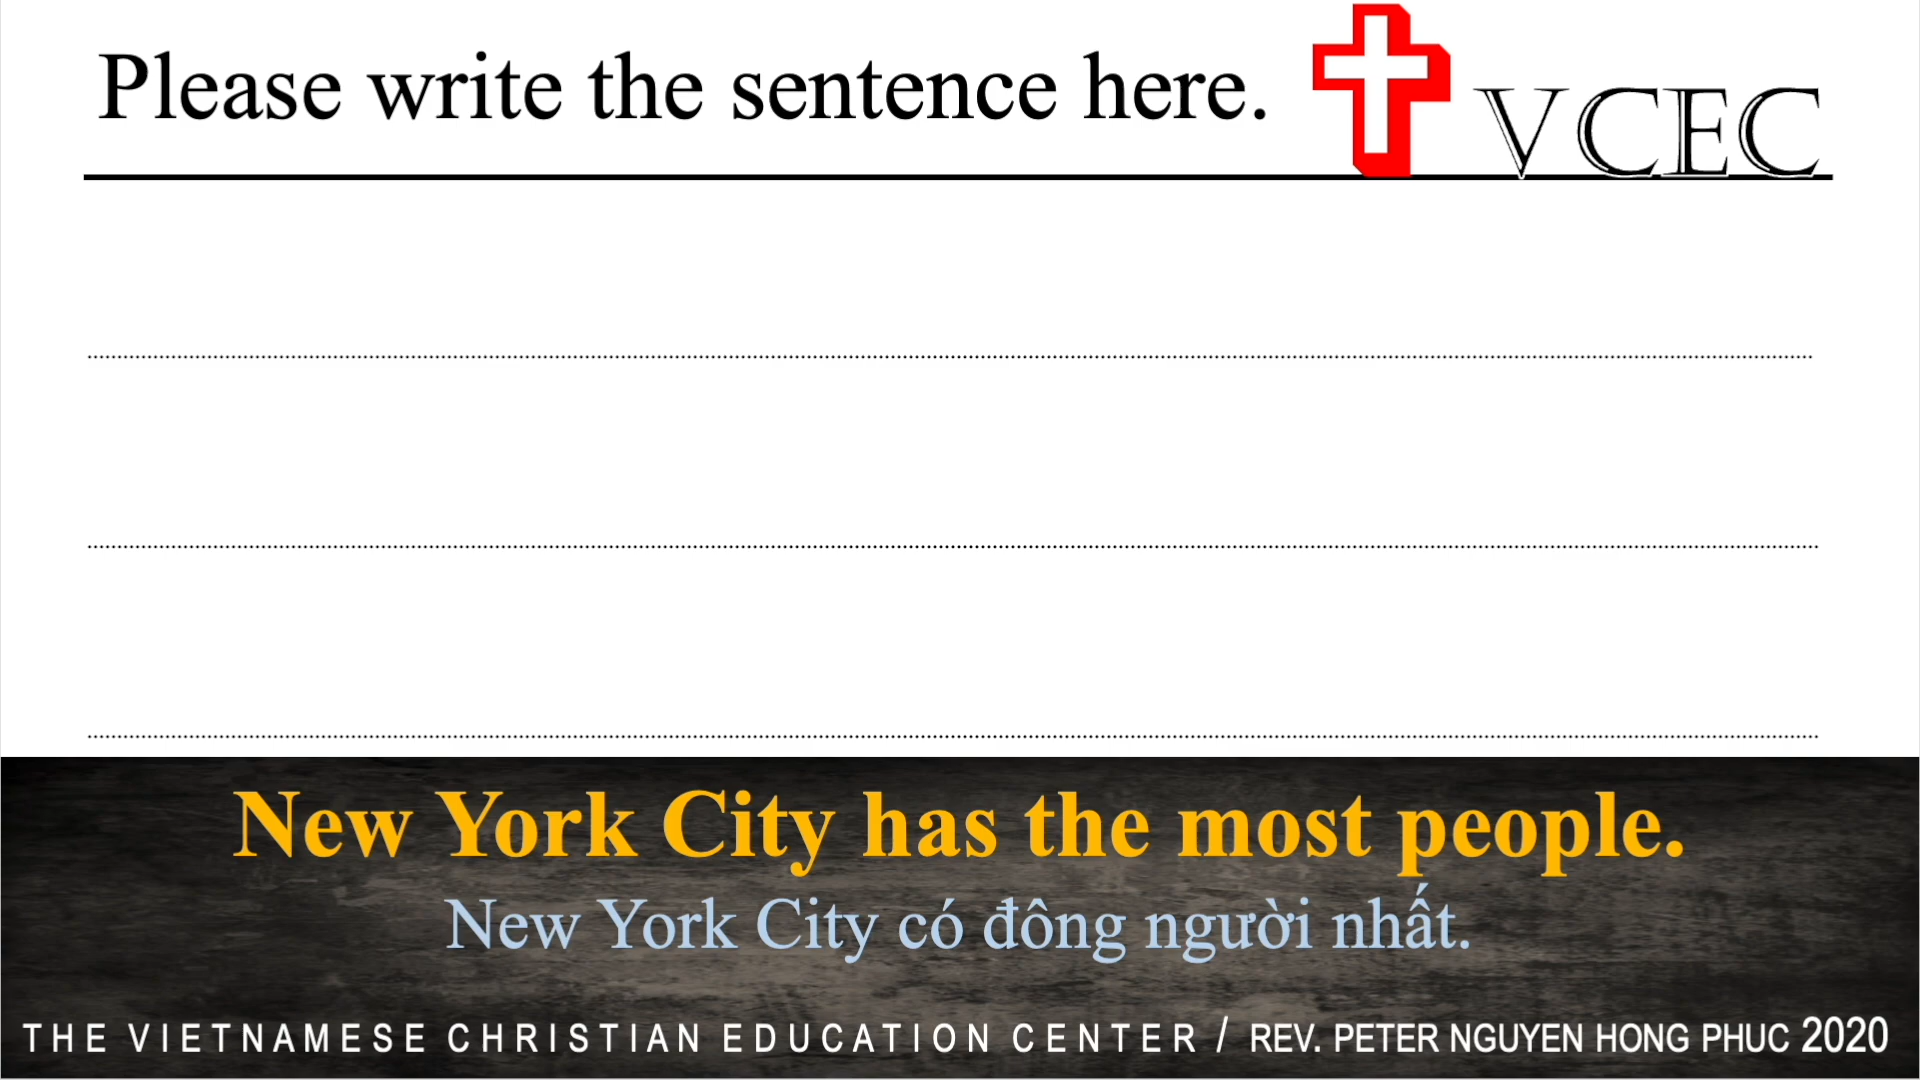 Please write the sentence here.
VCEC
New York City has the most people.
New York City có đông người nhất.
THE VIETNAMESE CHRISTIAN EDUCATION CENTER / REV. PETER NGUYEN HONG PHUC 2020